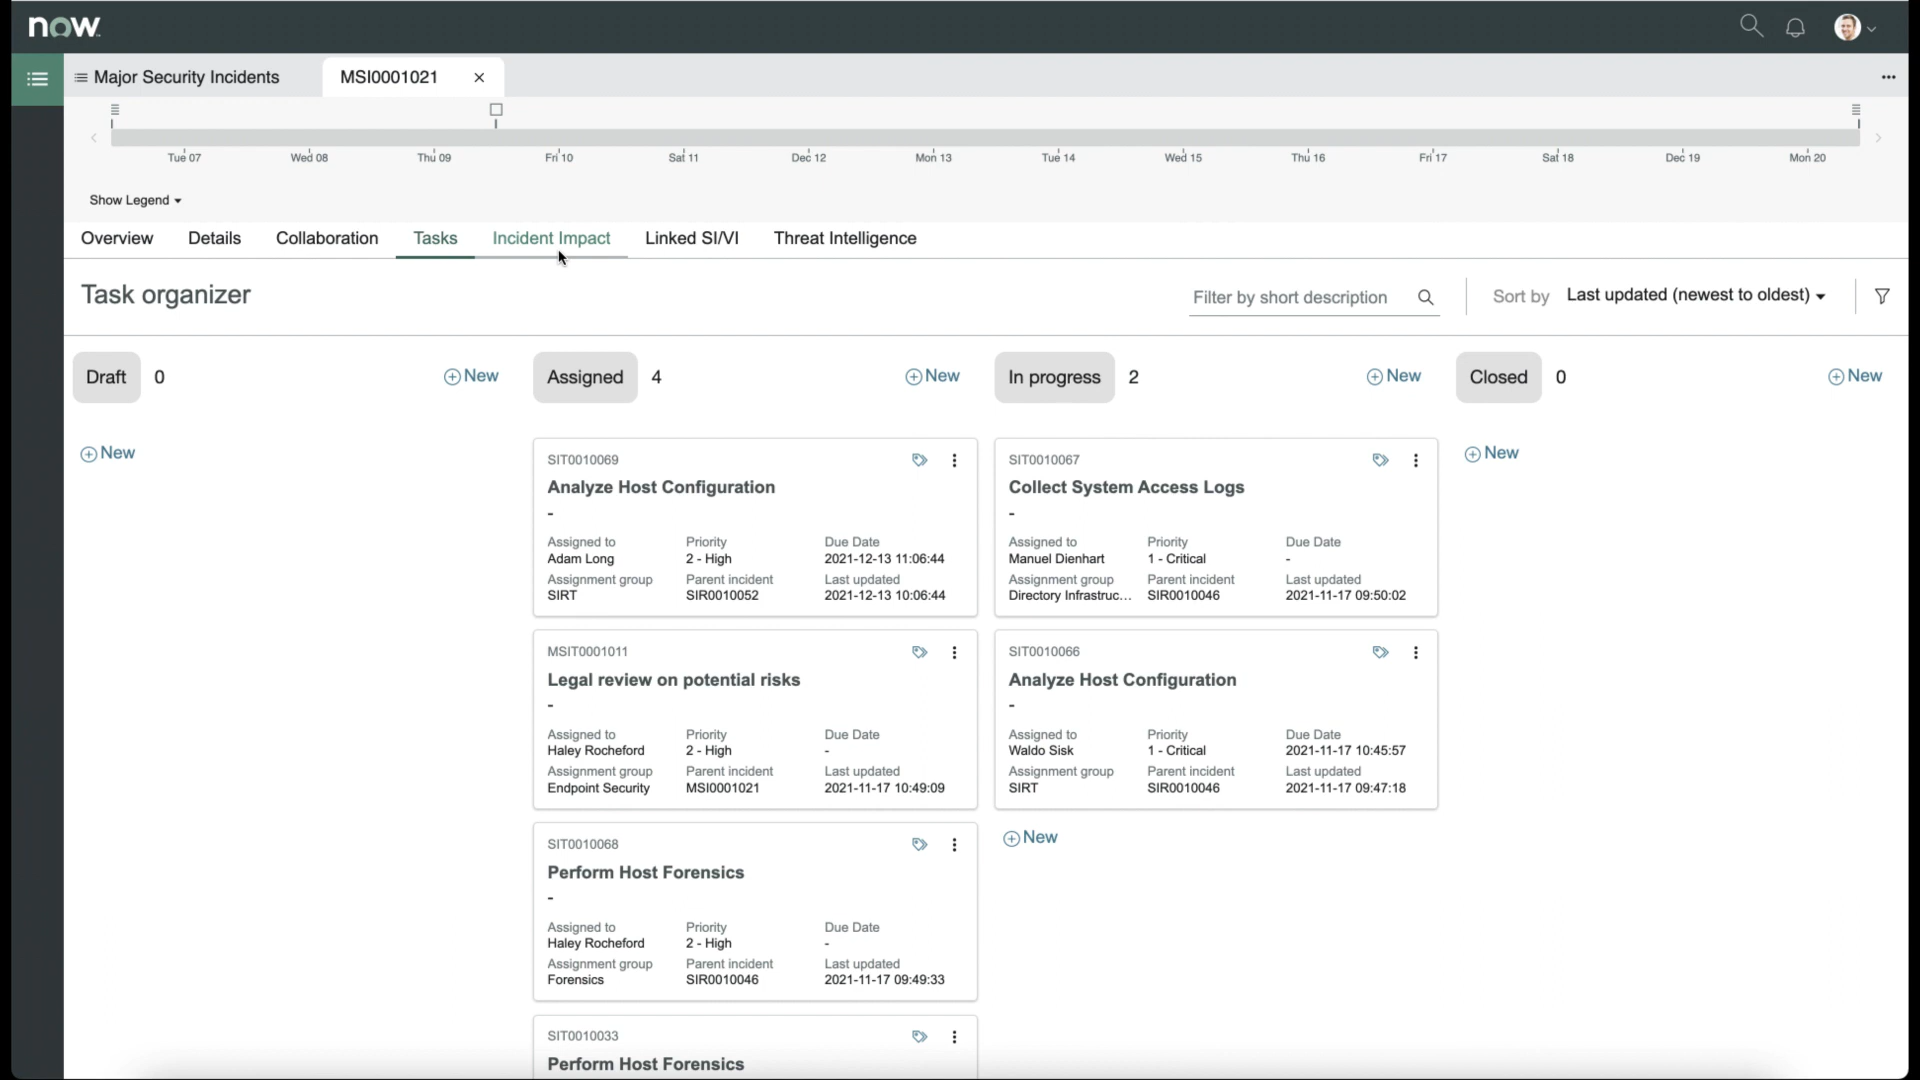 now
Major Security Incidents
MSI0001021
Tue 07 Wed 08 Thu 09 Fri 10 Sat 11 Dec 12 Mon 13 Tue 14 Wed 15 Thu 16 Fri 17 Sat 18 Dec 19 Mon 20
Show Legend
Overview Details Collaboration Tasks Incident Impact Linked SI/VI Threat Intelligence
Task organizer
Filter by short description
Sort by Last updated (newest to oldest)
Draft 0 New
New
Assigned 4 New
SIT0010069
Analyze Host Configuration
-
Assigned to Priority Due Date
Adam Long 2 - High 2021-12-13 11:06:44
Assignment group Parent incident Last updated
SIRT SIR0010052 2021-12-13 10:06:44
MSIT0001011
Legal review on potential risks
-
Assigned to Priority Due Date
Haley Rocheford 2 - High -
Assignment group Parent incident Last updated
Endpoint Security MSI0001021 2021-11-17 10:49:09
SIT0010068
Perform Host Forensics
-
Assigned to Priority Due Date
Haley Rocheford 2 - High -
Assignment group Parent incident Last updated
Forensics SIR0010046 2021-11-17 09:49:33
SIT0010033
Perform Host Forensics
In progress 2 New
SIT0010067
Collect System Access Logs
-
Assigned to Priority Due Date
Manuel Dienhart 1 - Critical -
Assignment group Parent incident Last updated
Directory Infrastruc... SIR0010046 2021-11-17 09:50:02
SIT0010066
Analyze Host Configuration
-
Assigned to Priority Due Date
Waldo Sisk 1 - Critical 2021-11-17 10:45:57
Assignment group Parent incident Last updated
SIRT SIR0010046 2021-11-17 09:47:18
New
Closed 0 New
New